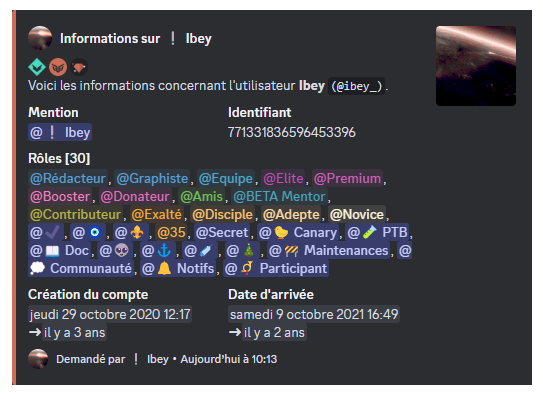 ❕ Informations sur ❕ Ibey
Voici les informations concernant l'utilisateur Ibey (@ibey_).
Mention
@❕ Ibey
Identifiant
771331836596453396
Rôles [30]
@Rédacteur, @Graphiste, @Equipe, @Elite, @Premium,
@Booster, @Donateur, @Amis, @BETA Mentor,
@Contributeur, @Exalté, @Disciple, @Adepte, @Novice,
@✔️, @🧿, @⚜️, @35, @Secret, @🐤 Canary, @🧪 PTB,
@📖 Doc, @👽, @⚓, @💉, @🎄, @🚧 Maintenances, @
💭 Communauté, @🔔 Notifs, @🤾 Participant
Création du compte
jeudi 29 octobre 2020 12:17
➜ il y a 3 ans
Date d'arrivée
samedi 9 octobre 2021 16:49
➜ il y a 2 ans
Demandé par ❕ Ibey • Aujourd'hui à 10:13